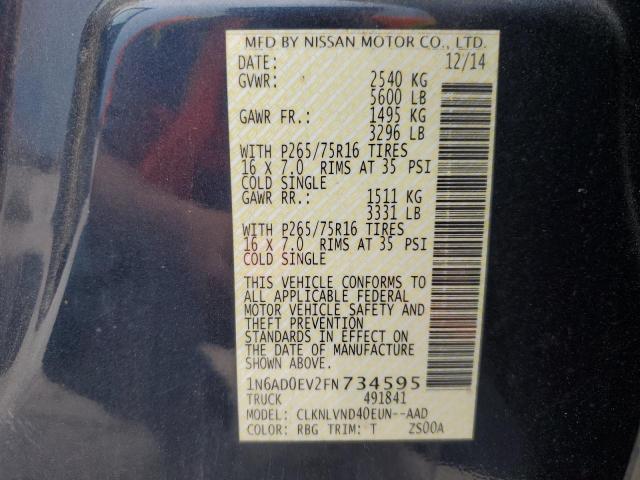 MFD BY NISSAN MOTOR CO., LTD.
DATE: 12/14
GVWR: 2540 KG
5600 LB
GAWR FR.: 1495 KG
3296 LB
WITH P265/75R16 TIRES
16 X 7.0 RIMS AT 35 PSI
COLD SINGLE
GAWR RR.: 1511 KG
3331 LB
WITH P265/75R16 TIRES
16 X 7.0 RIMS AT 35 PSI
COLD SINGLE
THIS VEHICLE CONFORMS TO
ALL APPLICABLE FEDERAL
MOTOR VEHICLE SAFETY AND
THEFT PREVENTION
STANDARDS IN EFFECT ON
THE DATE OF MANUFACTURE
SHOWN ABOVE.
1N6AD0EV2FN734595
TRUCK 491841
MODEL: CLKNLVND40EUN--AAD
COLOR: RBG TRIM: T ZS00A